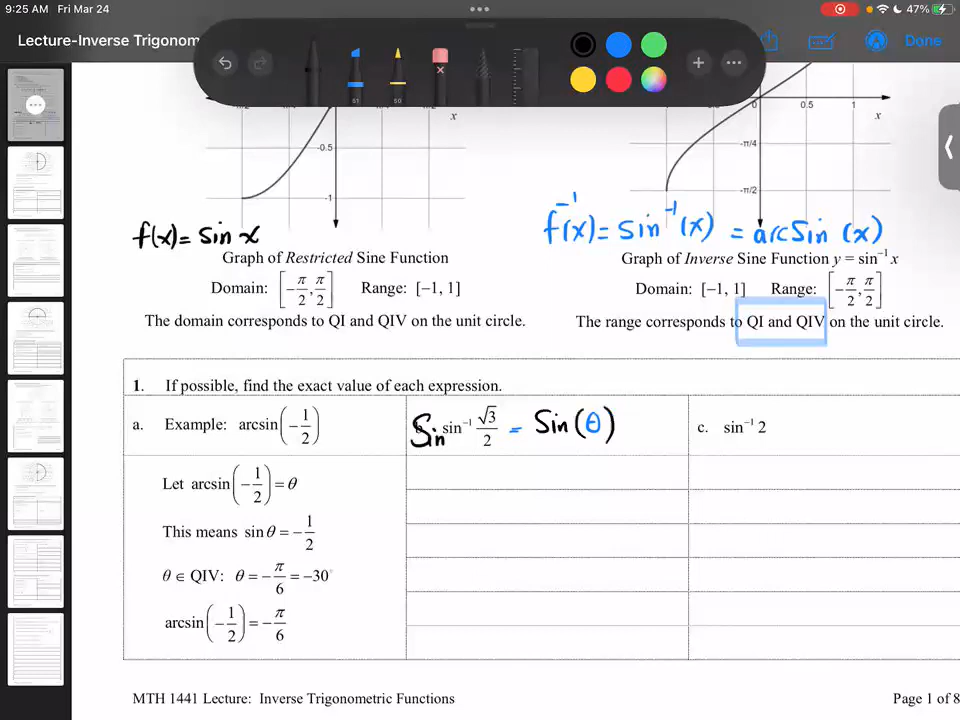 9:25 AM Fri Mar 24
47%
Lecture-Inverse Trigonom
Done
51
50
-0.5
-1
x
0
0.5
1
x
-π/4
-π/2
f(x) = sin x
f⁻¹(x) = sin⁻¹(x) = arcsin (x)
Graph of Restricted Sine Function
Graph of Inverse Sine Function y = sin⁻¹ x
Domain: [-π/2, π/2] Range: [−1, 1]
Domain: [−1, 1] Range: [-π/2, π/2]
The domain corresponds to QI and QIV on the unit circle.
The range corresponds to QI and QIV on the unit circle.
1. If possible, find the exact value of each expression.
a. Example: arcsin(-1/2)
Sin sin⁻¹ √3/2 = Sin(θ)
c. sin⁻¹ 2
Let arcsin(-1/2) = θ
This means sin θ = -1/2
θ ∈ QIV: θ = -π/6 = −30°
arcsin(-1/2) = -π/6
MTH 1441 Lecture: Inverse Trigonometric Functions
Page 1 of 8